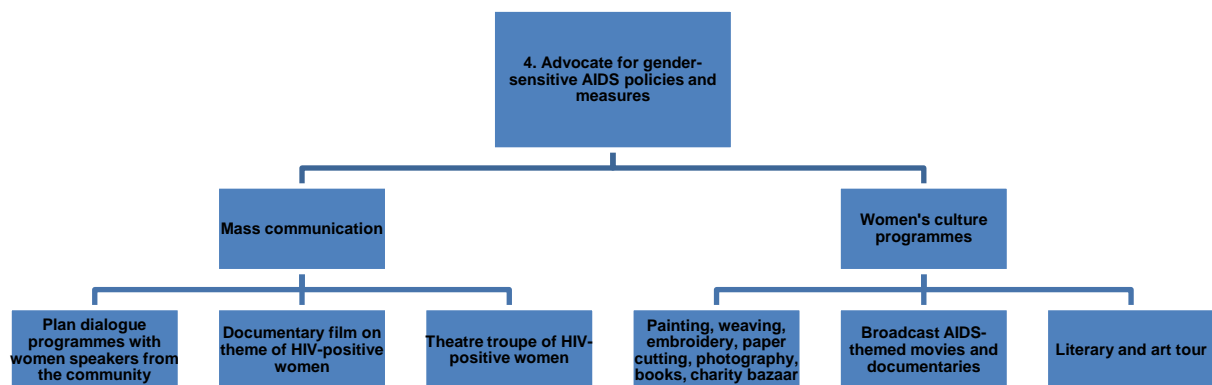 4. Advocate for gender-
sensitive AIDS policies and
measures
Mass communication
Women's culture
programmes
Plan dialogue
programmes with
women speakers from
the community
Documentary film on
theme of HIV-positive
women
Theatre troupe of HIV-
positive women
Painting, weaving,
embroidery, paper
cutting, photography,
books, charity bazaar
Broadcast AIDS-
themed movies and
documentaries
Literary and art tour